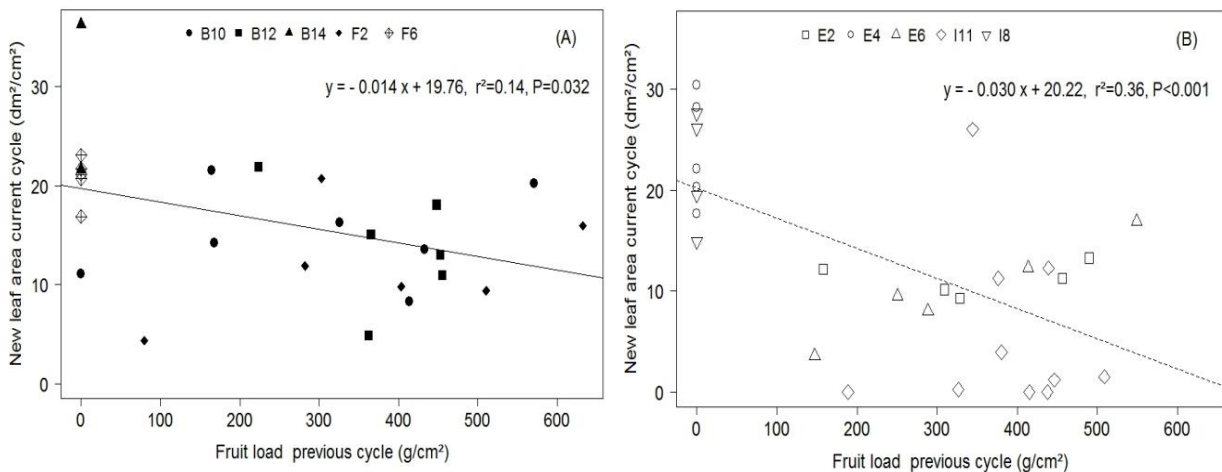 B10 B12 B14 F2 F6
(A)
y = - 0.014 x + 19.76, r²=0.14, P=0.032
New leaf area current cycle (dm²/cm²)
30
20
10
0
0 100 200 300 400 500 600
Fruit load previous cycle (g/cm²)
E2 E4 E6 I11 I8
(B)
y = - 0.030 x + 20.22, r²=0.36, P<0.001
New leaf area current cycle (dm²/cm²)
30
20
10
0
0 100 200 300 400 500 600
Fruit load previous cycle (g/cm²)